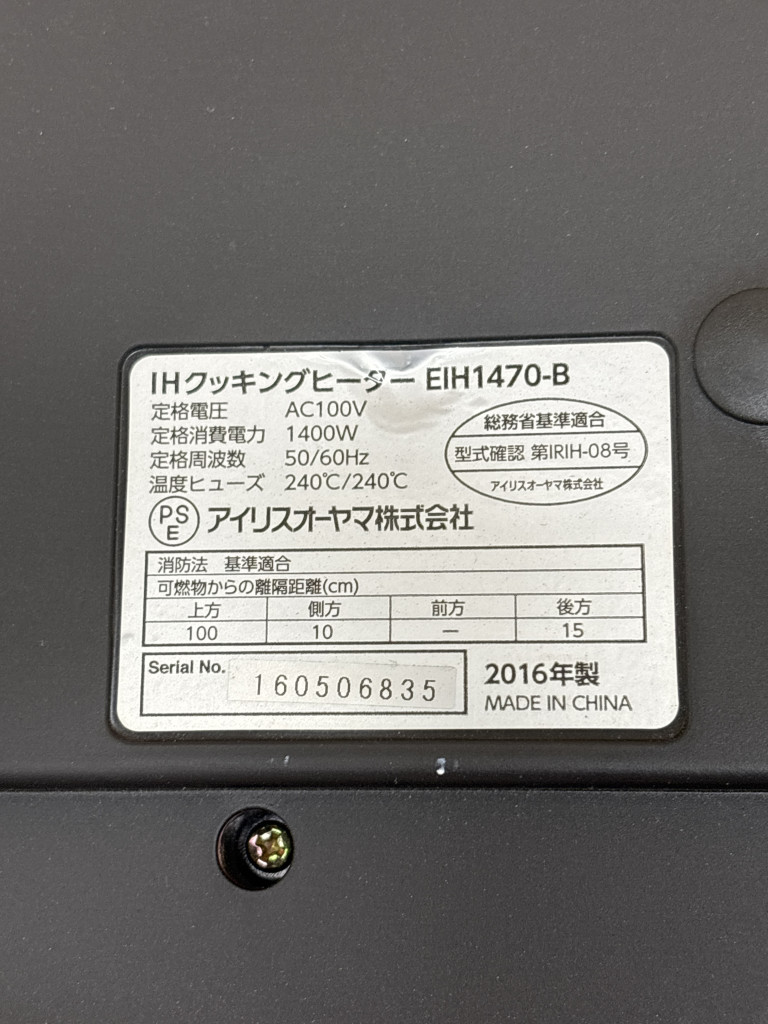 IHクッキングヒーター EIH1470-B
定格電圧 AC100V
定格消費電力 1400W
定格周波数 50/60Hz
温度ヒューズ 240℃/240℃
総務省基準適合
型式確認 第IRIH-08号
アイリスオーヤマ株式会社
PSE アイリスオーヤマ株式会社
消防法 基準適合
可燃物からの離隔距離(cm)
上方 側方 前方 後方
100 10 — 15
Serial No. 160506835
2016年製
MADE IN CHINA